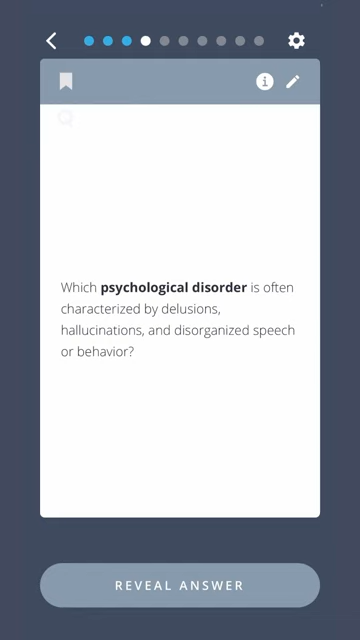 Which psychological disorder is often
characterized by delusions,
hallucinations, and disorganized speech
or behavior?
REVEAL ANSWER